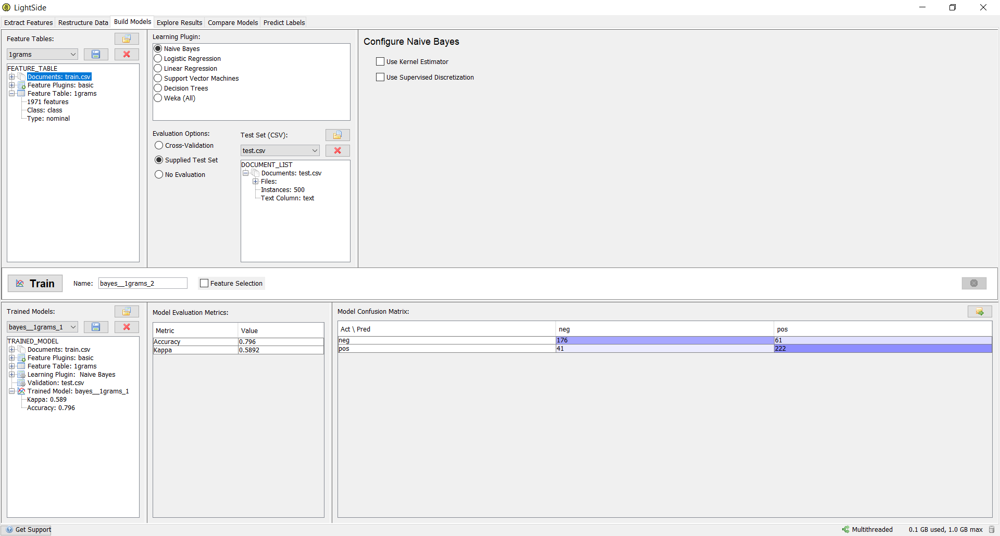 LightSide
Extract Features Restructure Data Build Models Explore Results Compare Models Predict Labels
Feature Tables:
1grams
FEATURE_TABLE
Documents: train.csv
Feature Plugins: basic
Feature Table: 1grams
1971 features
Class: class
Type: nominal
Learning Plugin:
Naive Bayes
Logistic Regression
Linear Regression
Support Vector Machines
Decision Trees
Weka (All)
Evaluation Options:
Cross-Validation
Supplied Test Set
No Evaluation
Test Set (CSV):
test.csv
DOCUMENT_LIST
Documents: test.csv
Files:
Instances: 500
Text Column: text
Configure Naive Bayes
Use Kernel Estimator
Use Supervised Discretization
Train Name: bayes__1grams_2 Feature Selection
Trained Models:
bayes__1grams_1
TRAINED_MODEL
Documents: train.csv
Feature Plugins: basic
Feature Table: 1grams
Learning Plugin: Naive Bayes
Validation: test.csv
Trained Model: bayes__1grams_1
Kappa: 0.589
Accuracy: 0.796
Model Evaluation Metrics:
Metric Value
Accuracy 0.796
Kappa 0.5892
Model Confusion Matrix:
Act \ Pred neg pos
neg 176 61
pos 41 222
Get Support Multithreaded 0.1 GB used, 1.0 GB max